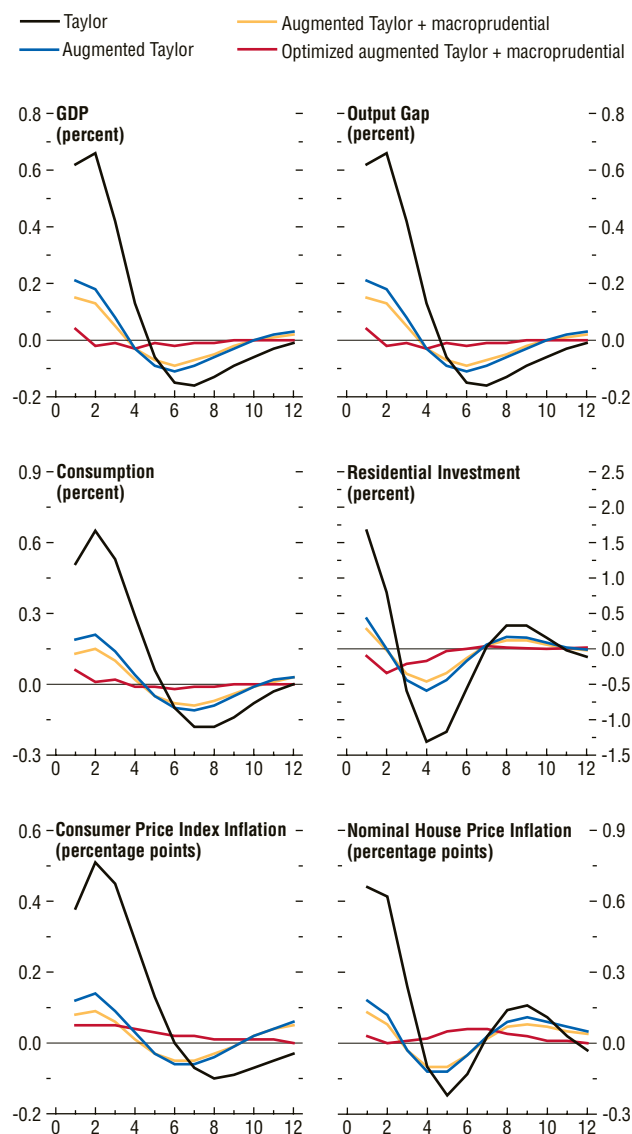 Taylor
Augmented Taylor + macroprudential
Augmented Taylor
Optimized augmented Taylor + macroprudential
GDP
(percent)
0.8
0.6
0.4
0.2
0.0
-0.2
0 2 4 6 8 10 12
Output Gap
(percent)
0.8
0.6
0.4
0.2
0.0
-0.2
0 2 4 6 8 10 12
Consumption
(percent)
0.9
0.6
0.3
0.0
-0.3
0 2 4 6 8 10 12
Residential Investment
(percent)
2.5
2.0
1.5
1.0
0.5
0.0
-0.5
-1.0
-1.5
0 2 4 6 8 10 12
Consumer Price Index Inflation
(percentage points)
0.6
0.4
0.2
0.0
-0.2
0 2 4 6 8 10 12
Nominal House Price Inflation
(percentage points)
0.9
0.6
0.3
0.0
-0.3
0 2 4 6 8 10 12